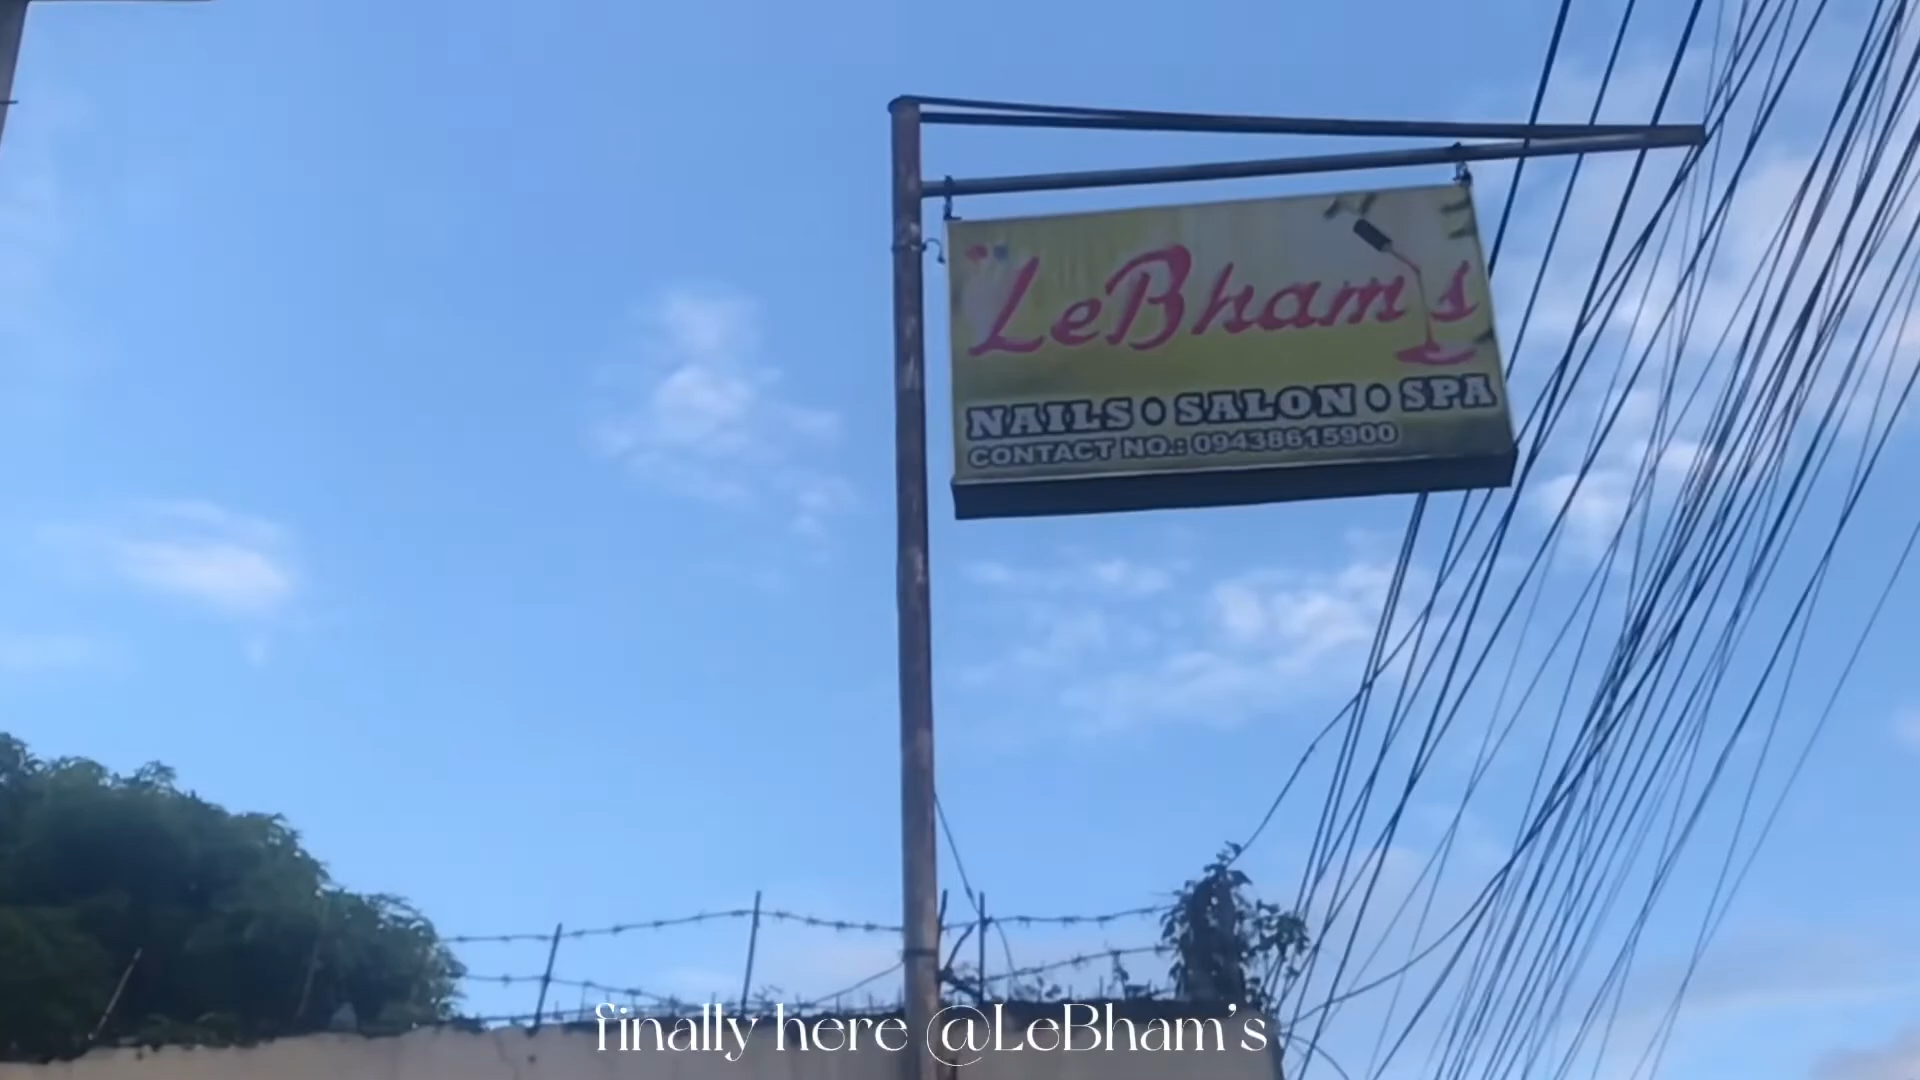 LeBham's
NAILS • SALON • SPA
CONTACT NO.: 09438615900
finally here @LeBham's